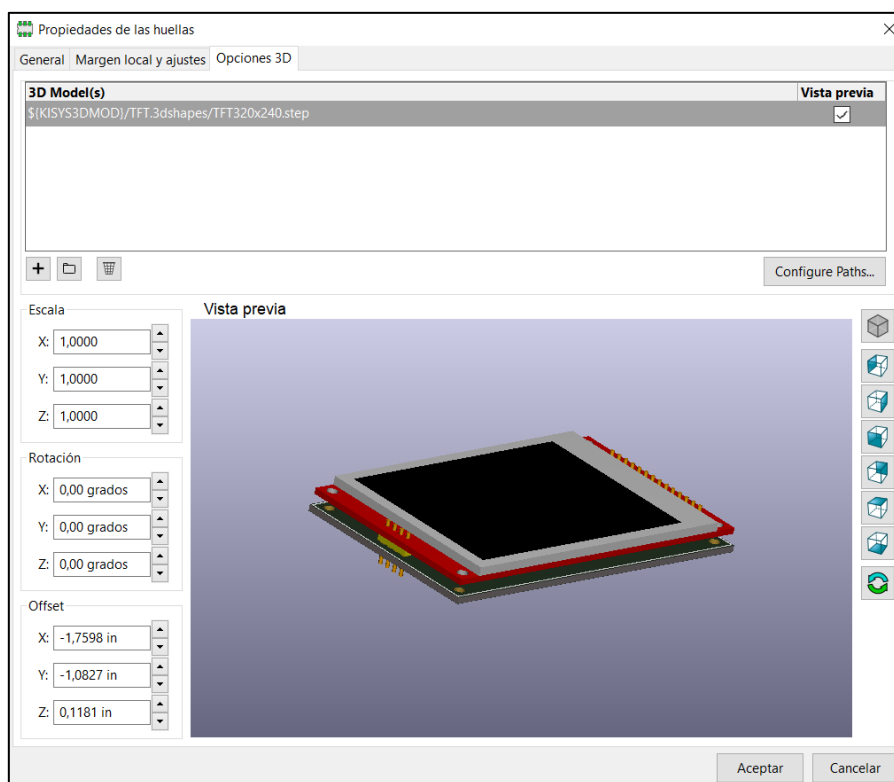 Propiedades de las huellas
General Margen local y ajustes Opciones 3D
3D Model(s) Vista previa
${KISYS3DMOD}/TFT.3dshapes/TFT320x240.step
Configure Paths...
Escala
X: 1,0000
Y: 1,0000
Z: 1,0000
Rotación
X: 0,00 grados
Y: 0,00 grados
Z: 0,00 grados
Offset
X: -1,7598 in
Y: -1,0827 in
Z: 0,1181 in
Vista previa
Aceptar Cancelar